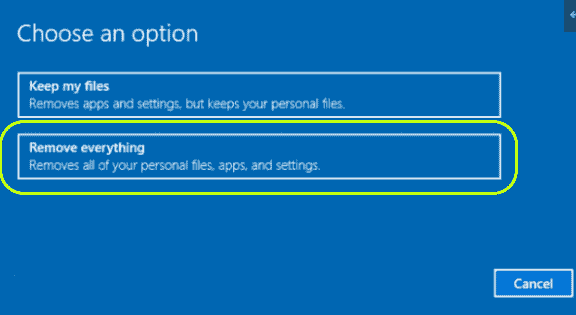 Choose an option
Keep my files
Removes apps and settings, but keeps your personal files.
Remove everything
Removes all of your personal files, apps, and settings.
Cancel